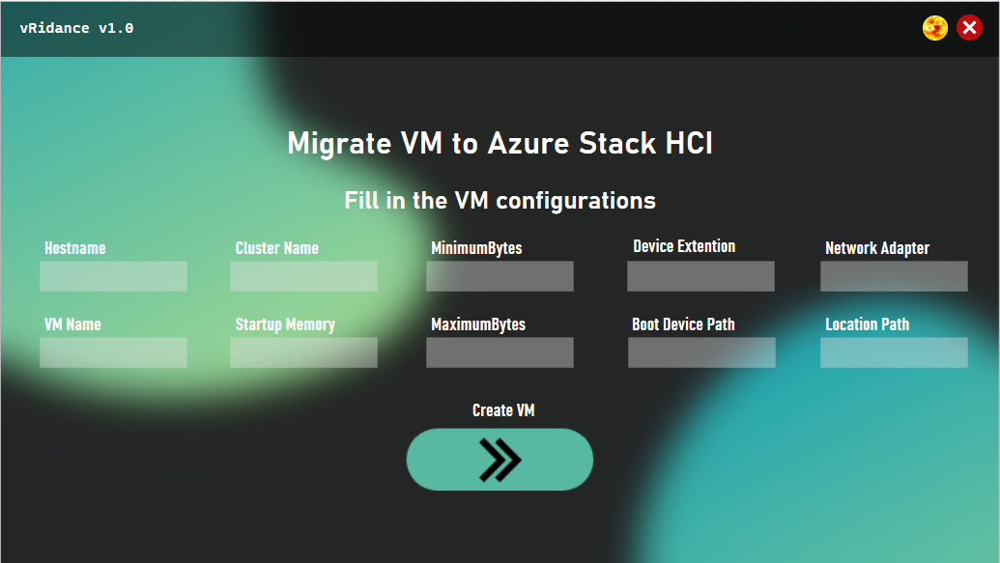 vRidance v1.0
Migrate VM to Azure Stack HCI
Fill in the VM configurations
Hostname Cluster Name MinimumBytes Device Extention Network Adapter
VM Name Startup Memory MaximumBytes Boot Device Path Location Path
Create VM